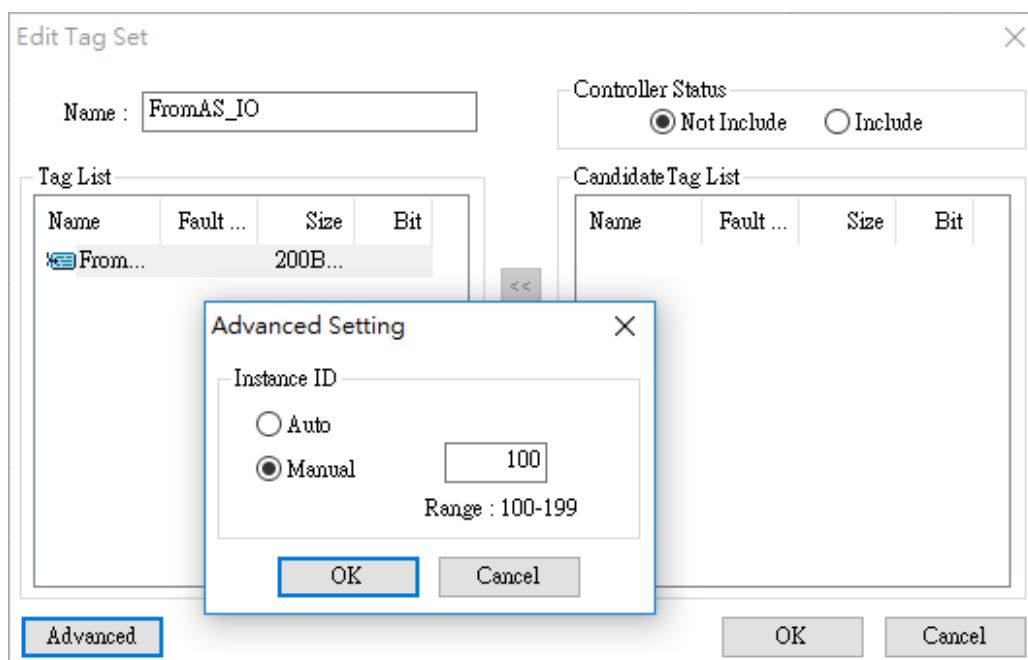 Edit Tag Set
Name : FromAS_IO
Controller Status
Not Include Include
Tag List
Name Fault ... Size Bit
From... 200B...
<<
Candidate Tag List
Name Fault ... Size Bit
Advanced Setting
Instance ID
Auto
Manual 100
Range : 100-199
OK Cancel
Advanced OK Cancel